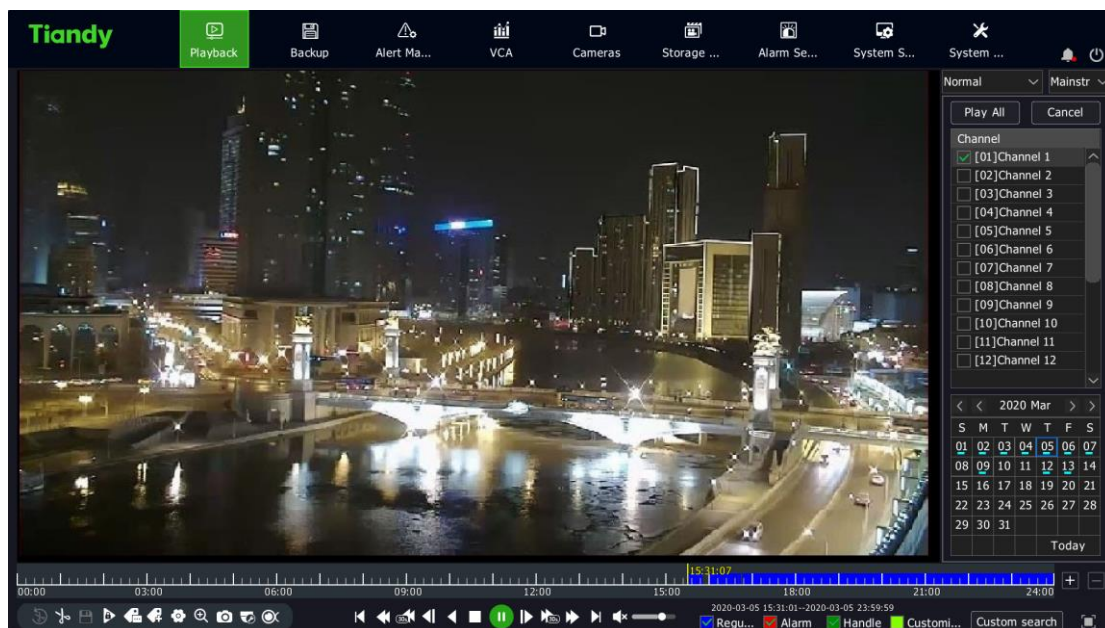 Tiandy
Playback Backup Alert Ma... VCA Cameras Storage ... Alarm Se... System S... System ...
Normal Mainstr
Play All Cancel
Channel
[01]Channel 1
[02]Channel 2
[03]Channel 3
[04]Channel 4
[05]Channel 5
[06]Channel 6
[07]Channel 7
[08]Channel 8
[09]Channel 9
[10]Channel 10
[11]Channel 11
[12]Channel 12
2020 Mar
S M T W T F S
01 02 03 04 05 06 07
08 09 10 11 12 13 14
15 16 17 18 19 20 21
22 23 24 25 26 27 28
29 30 31
Today
15:31:07
00:00 03:00 06:00 09:00 12:00 15:00 18:00 21:00 24:00
2020-03-05 15:31:01--2020-03-05 23:59:59
30s 30s Regu... Alarm Handle Customi... Custom search